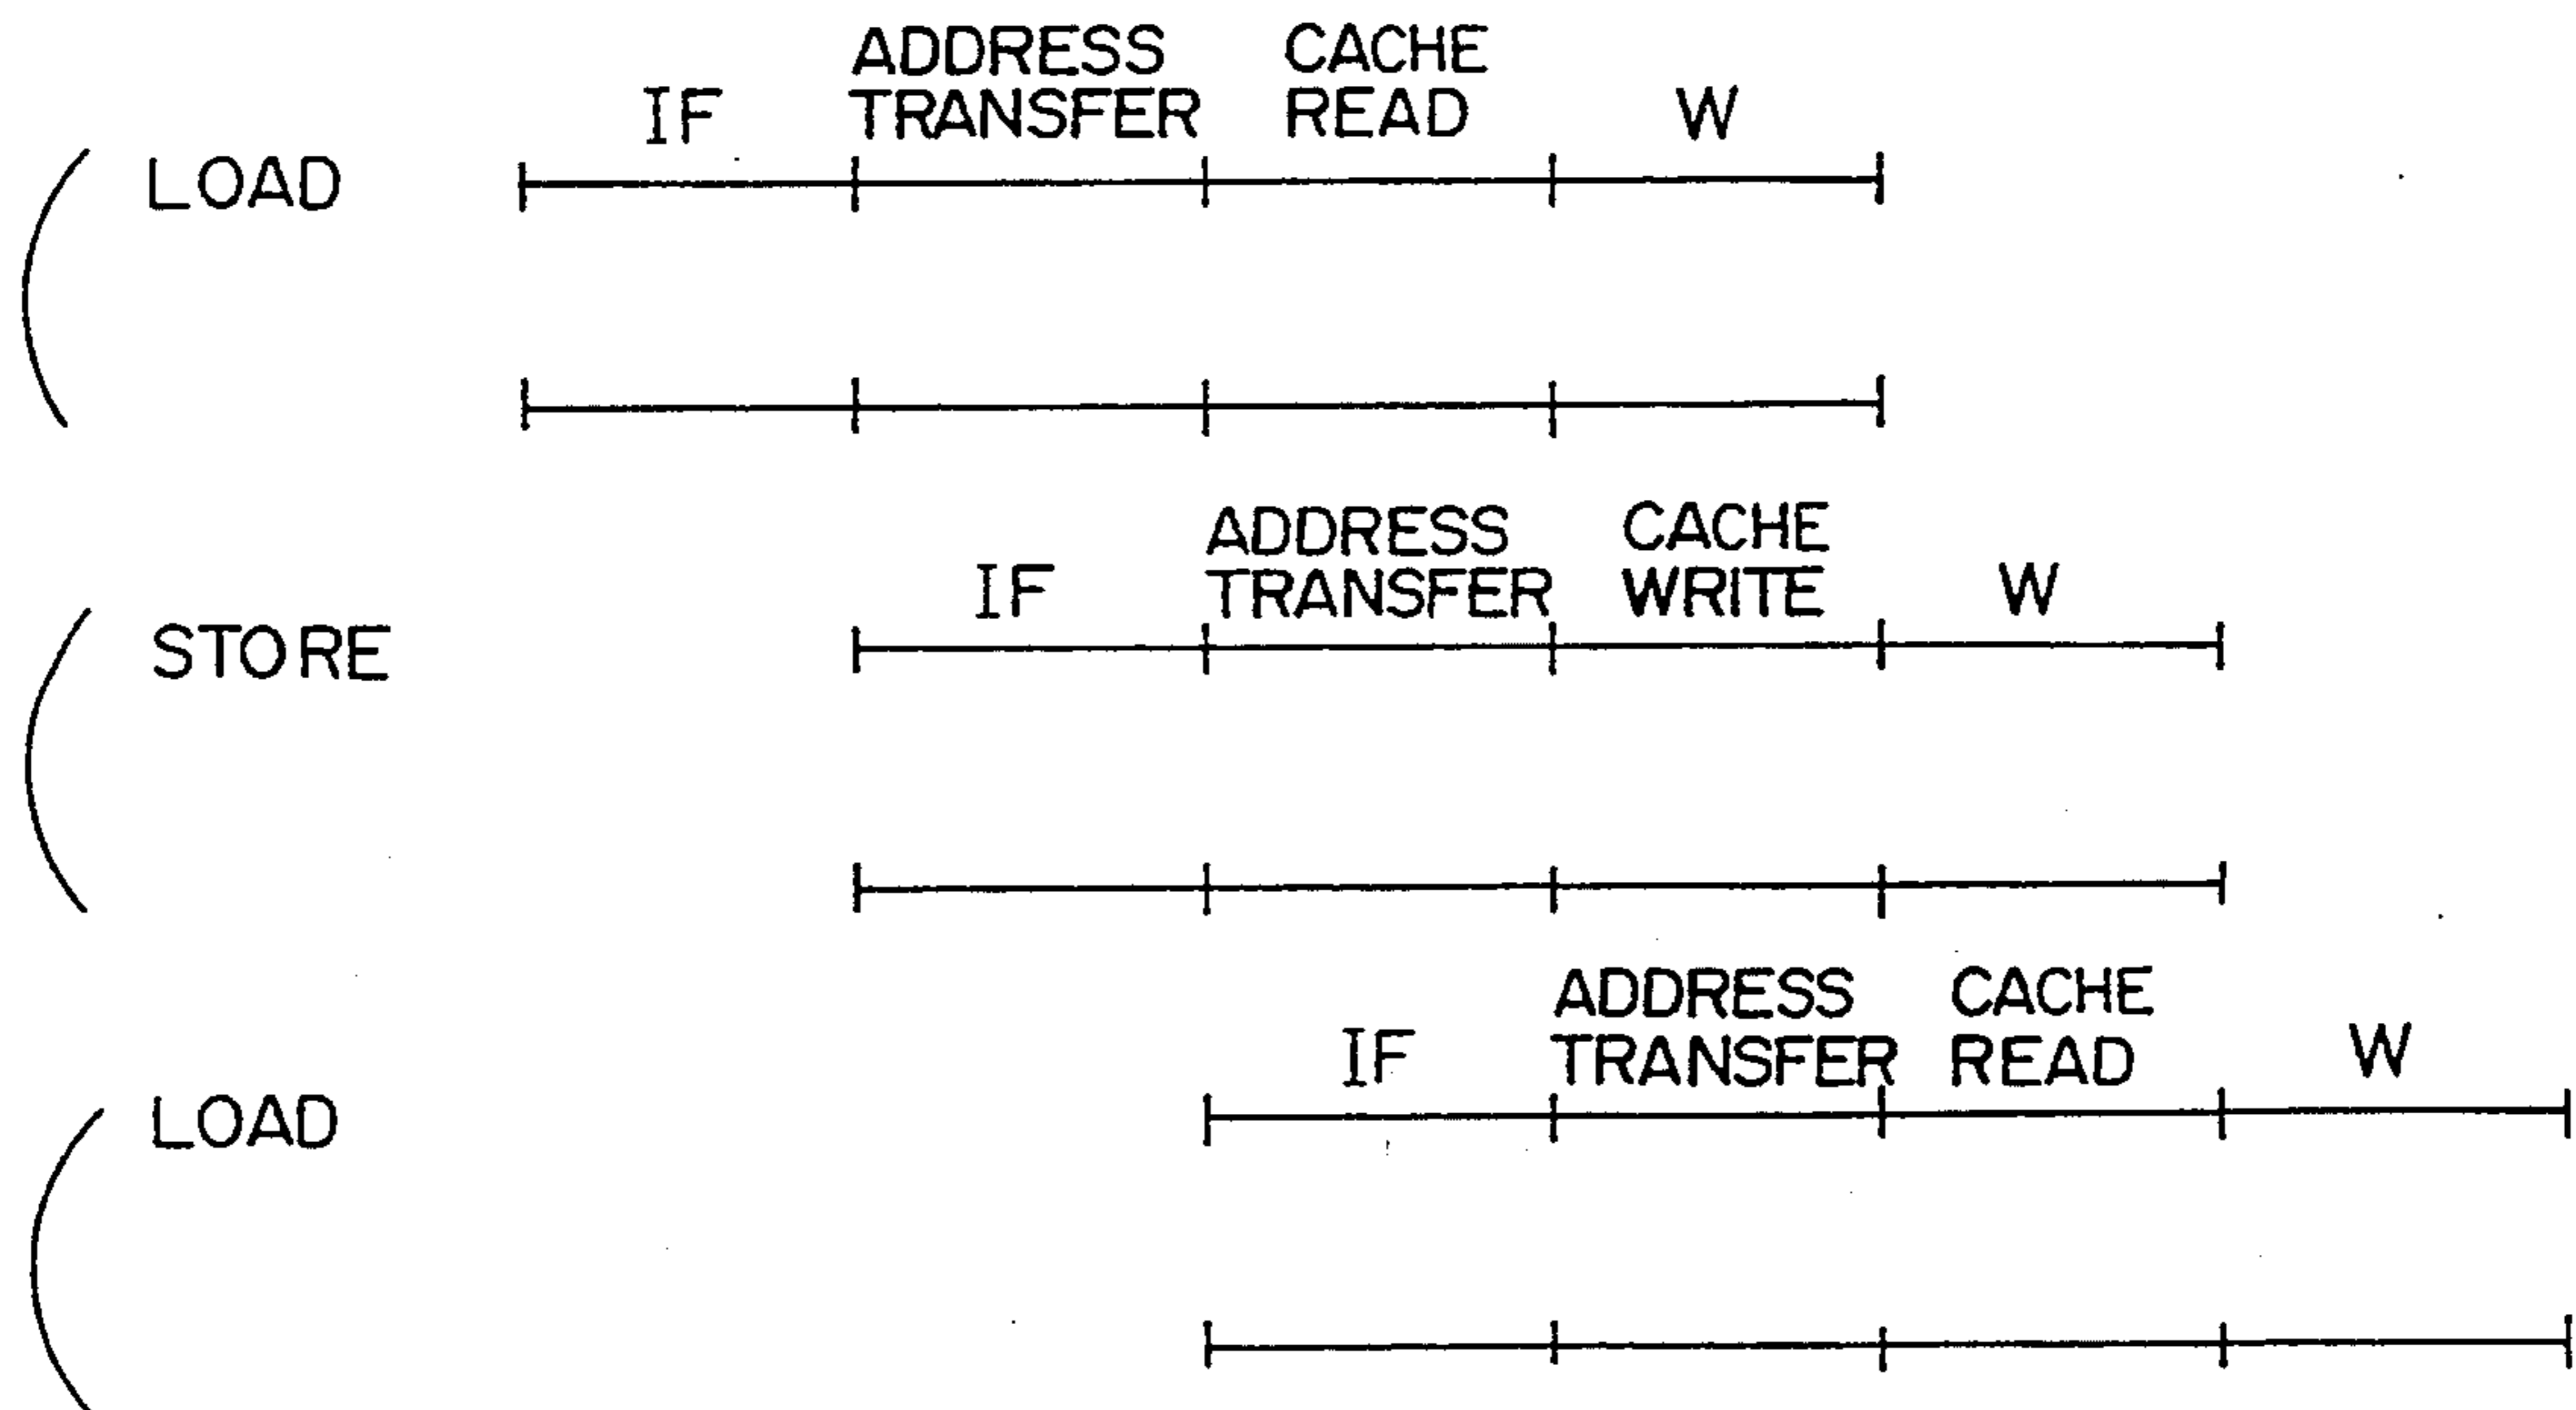 IF ADDRESS TRANSFER CACHE READ W
LOAD
IF ADDRESS TRANSFER CACHE WRITE W
STORE
IF ADDRESS TRANSFER CACHE READ W
LOAD